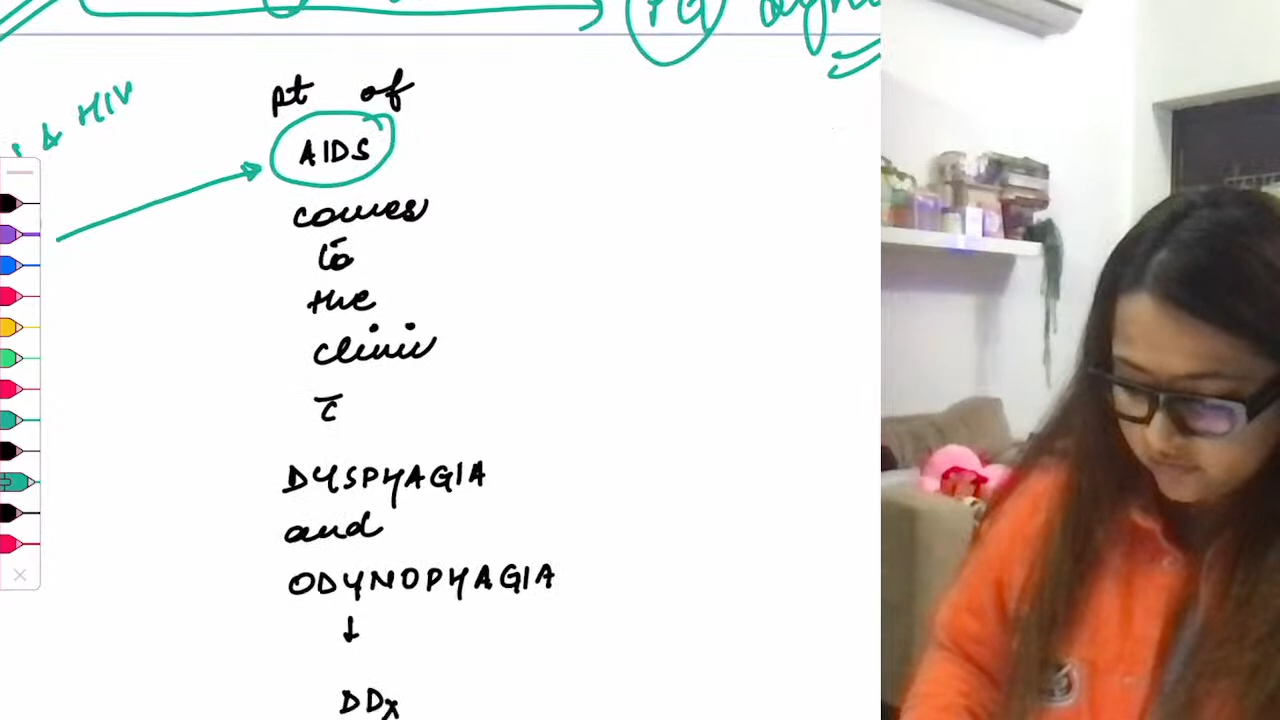 pt of
& HIV
AIDS
comes
to
the
clinic
c̄
DYSPHAGIA
and
ODYNOPHAGIA
↓
DDx